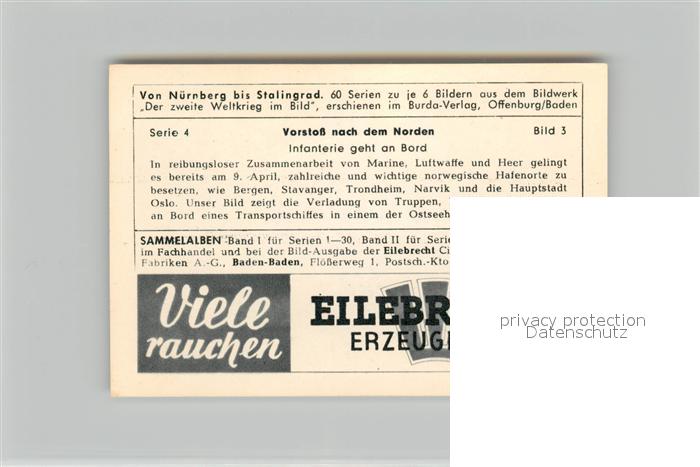 Von Nürnberg bis Stalingrad. 60 Serien zu je 6 Bildern aus dem Bildwerk
„Der zweite Weltkrieg im Bild", erschienen im Burda-Verlag, Offenburg/Baden
Serie 4 Vorstoß nach dem Norden Bild 3
Infanterie geht an Bord
In reibungsloser Zusammenarbeit von Marine, Luftwaffe und Heer gelingt
es bereits am 9. April, zahlreiche und wichtige norwegische Hafenorte zu
besetzen, wie Bergen, Stavanger, Trondheim, Narvik und die Hauptstadt
Oslo. Unser Bild zeigt die Verladung von Truppen,
an Bord eines Transportschiffes in einem der Ostseeh
SAMMELALBEN Band I für Serien 1—30, Band II für Serie
im Fachhandel und bei der Bild-Ausgabe der Eilebrecht Ci
Fabriken A.-G., Baden-Baden, Flößerweg 1, Postsch.-Kto
Viele
rauchen
EILEBR
ERZEUG
privacy protection
Datenschutz